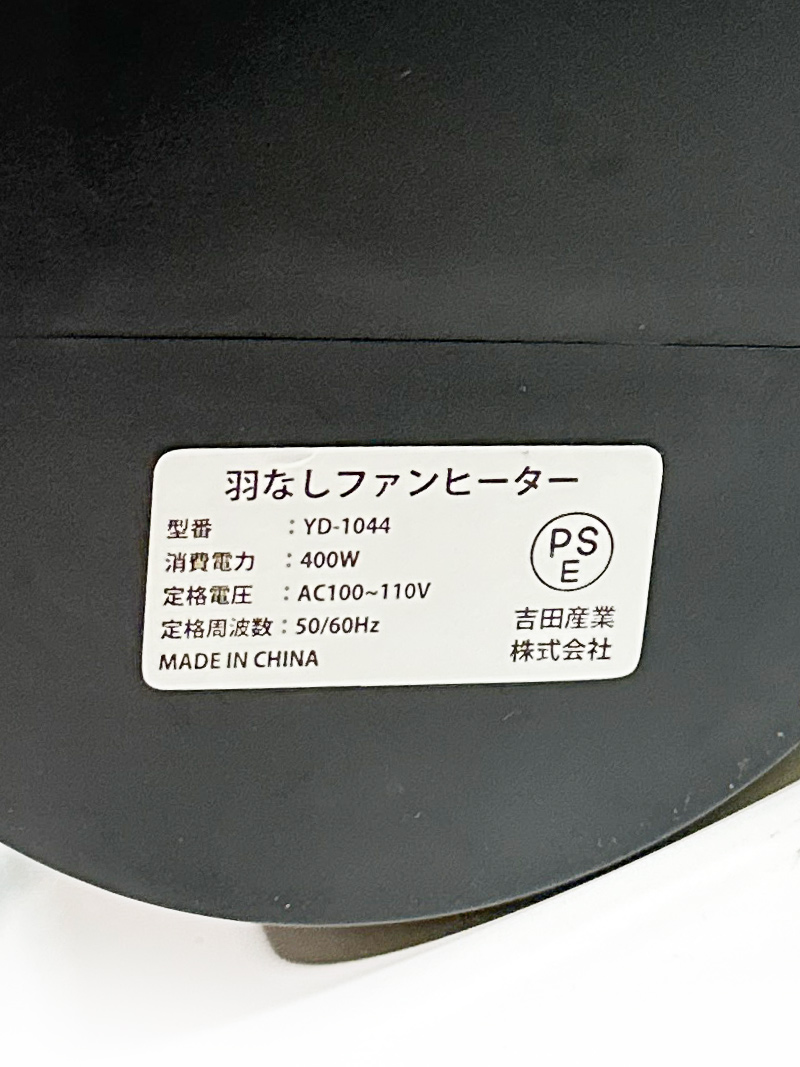 羽なしファンヒーター
型番 : YD-1044
消費電力 : 400W
定格電圧 : AC100~110V
定格周波数 : 50/60Hz
MADE IN CHINA
PS
E
吉田産業
株式会社